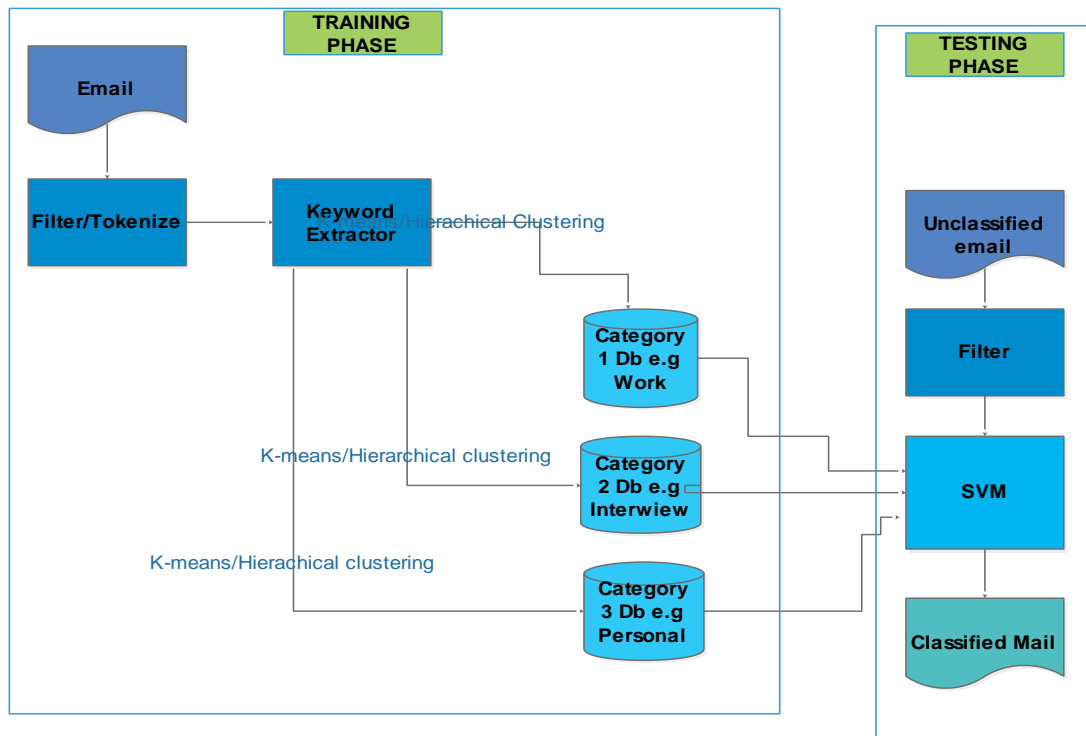 TRAINING
PHASE
Email
Filter/Tokenize
Keyword
Extractor
K-means/Hierachical Clustering
Category
1 Db e.g
Work
K-means/Hierarchical clustering
Category
2 Db e.g
Interwiew
K-means/Hierachical clustering
Category
3 Db e.g
Personal
TESTING
PHASE
Unclassified
email
Filter
SVM
Classified Mail